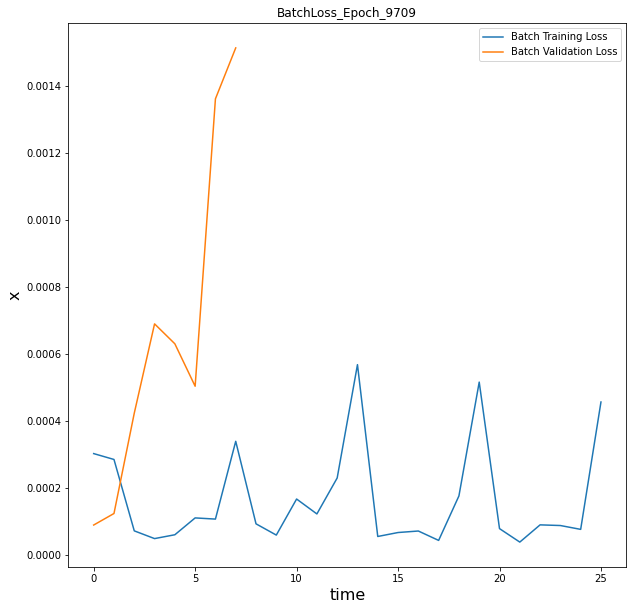 BatchLoss_Epoch_9709
Batch Training Loss
Batch Validation Loss
0.0014
0.0012
0.0010
0.0008
0.0006
0.0004
0.0002
0.0000
x
0 5 10 15 20 25
time